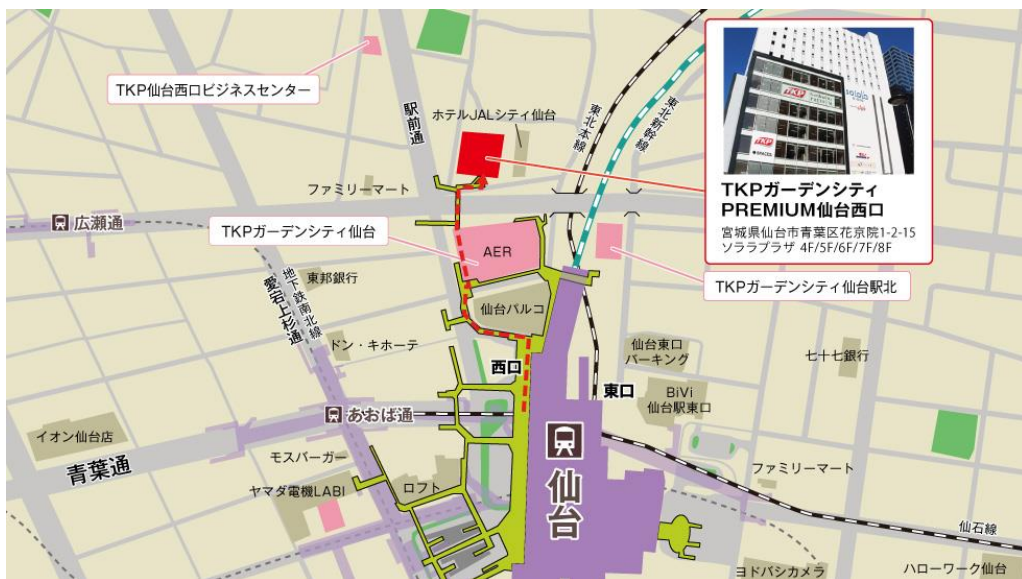 TKP仙台西口ビジネスセンター
駅前通
ホテルJALシティ仙台
東北本線
東北新幹線
TKP
TKP
TKPガーデンシティ
PREMIUM仙台西口
宮城県仙台市青葉区花京院1-2-15
ソララプラザ 4F/5F/6F/7F/8F
ファミリーマート
広瀬通
TKPガーデンシティ仙台
AER
TKPガーデンシティ仙台駅北
地下鉄南北線
愛宕上杉通
東邦銀行
仙台パルコ
ドン・キホーテ
西口
仙台東口
パーキング
七十七銀行
東口
BiVi
仙台駅東口
あおば通
イオン仙台店
青葉通
モスバーガー
ヤマダ電機LABI
ロフト
仙台
ファミリーマート
仙石線
ヨドバシカメラ
ハローワーク仙台